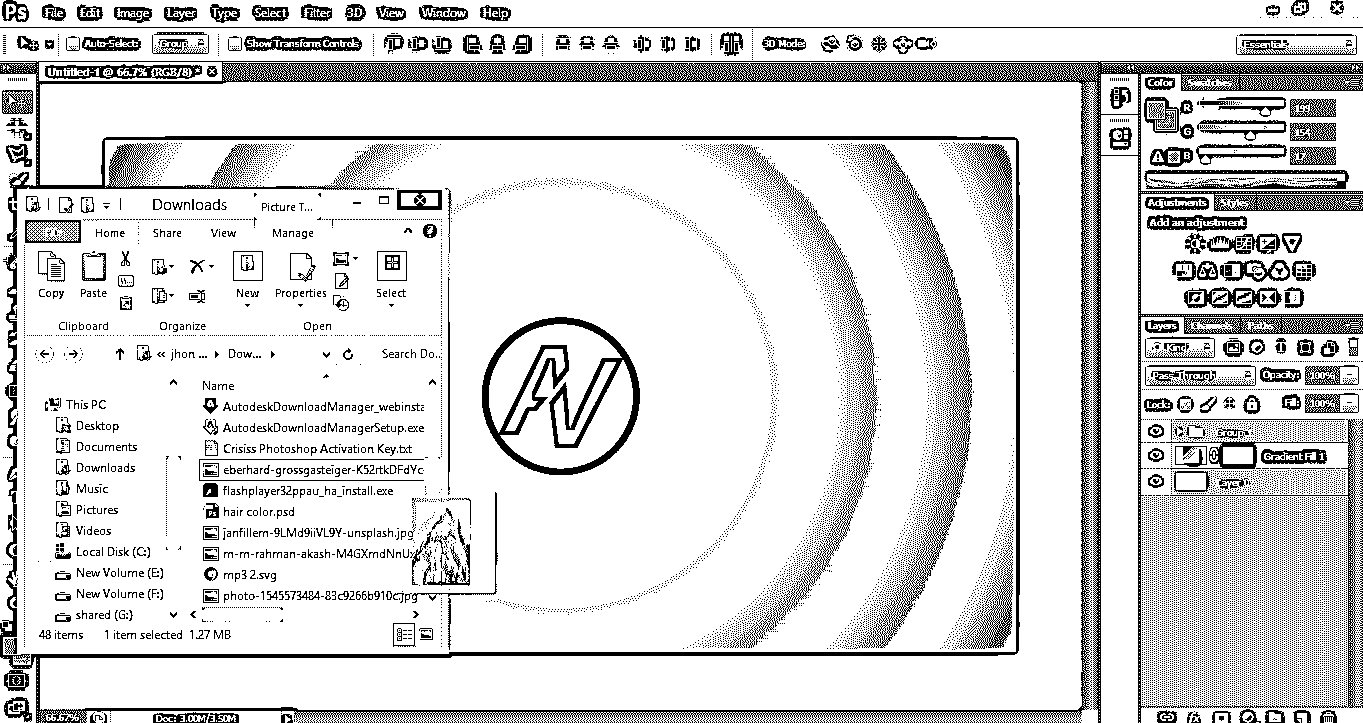 Ps File Edit Image Layer Type Select Filter 3D View Window Help
Auto-Select: Group Show Transform Controls 3D Mode: Essentials
Untitled-1 @ 66.7% (RGB/8) *
Color
R
G
B
Adjustments Styles
Add an adjustment
Layers Channels Paths
Kind
Pass Through Opacity: 100%
Lock: Fill: 100%
Group
Gradient Fill 1
Downloads Picture T...
Home Share View Manage
Copy Paste New Properties Select
Clipboard Organize Open
« jhon ... Dow... Search Do...
Name
This PC
Desktop
Documents
Downloads
Music
Pictures
Videos
Local Disk (C:)
New Volume (E:)
New Volume (F:)
shared (G:)
AutodeskDownloadManager_webinsta
AutodeskDownloadManagerSetup.exe
Crisiss Photoshop Activation Key.txt
eberhard-grossgasteiger-K52rtkDFdYc-
flashplayer32ppau_ha_install.exe
hair color.psd
janfillem-9LMd9iiVL9Y-unsplash.jpg
m-rn-rahman-akash-M4GXmdNnUx
mp3 2.svg
photo-1545573484-83c9266b910c.jpg
48 items 1 item selected 1.27 MB
AV
66.67% Doc: 3.00M/3.50M